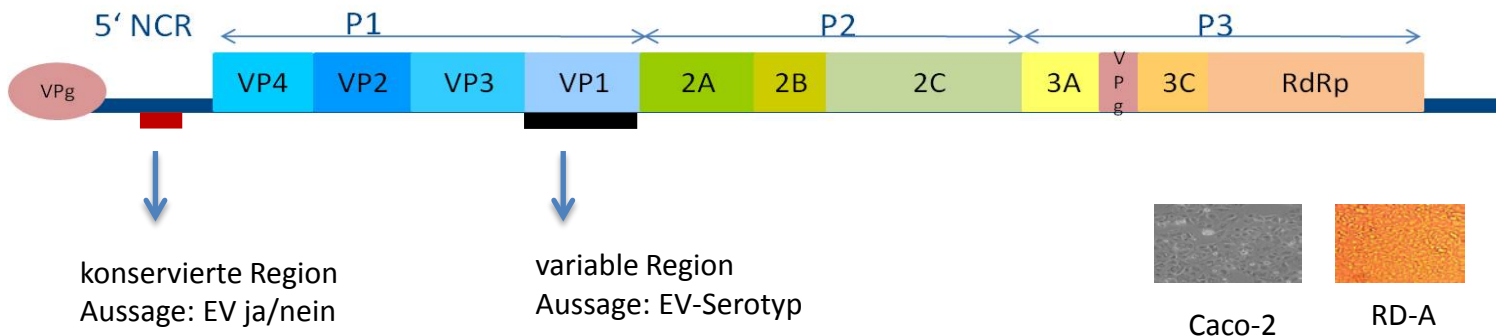 5‘ NCR
P1
P2
P3
VPg
VP4
VP2
VP3
VP1
2A
2B
2C
3A
VPg
3C
RdRp
konservierte Region
Aussage: EV ja/nein
variable Region
Aussage: EV-Serotyp
Caco-2
RD-A